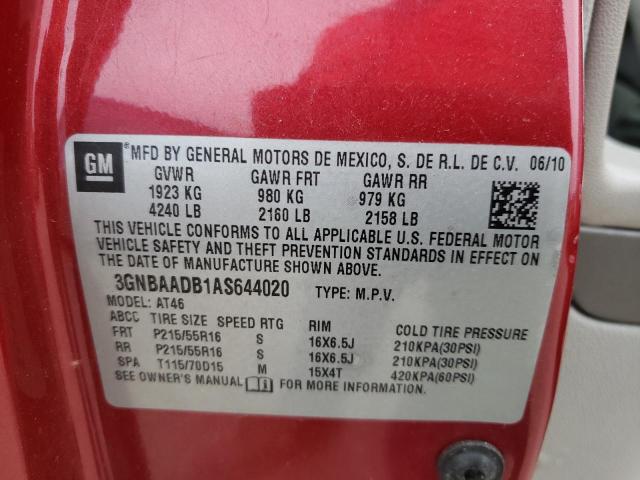 GM ®MFD BY GENERAL MOTORS DE MEXICO, S. DE R.L. DE C.V. 06/10
GVWR GAWR FRT GAWR RR
1923 KG 980 KG 979 KG
4240 LB 2160 LB 2158 LB
THIS VEHICLE CONFORMS TO ALL APPLICABLE U.S. FEDERAL MOTOR
VEHICLE SAFETY AND THEFT PREVENTION STANDARDS IN EFFECT ON
THE DATE OF MANUFACTURE SHOWN ABOVE.
3GNBAADB1AS644020 TYPE: M.P.V.
MODEL: AT46
ABCC TIRE SIZE SPEED RTG RIM COLD TIRE PRESSURE
FRT P215/55R16 S 16X6.5J 210KPA(30PSI)
RR P215/55R16 S 16X6.5J 210KPA(30PSI)
SPA T115/70D15 M 15X4T 420KPA(60PSI)
SEE OWNER'S MANUAL FOR MORE INFORMATION